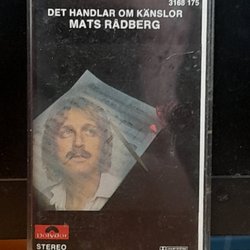 3168 175
DET HANDLAR OM KÄNSLOR
MATS RÅDBERG
Polydor
STEREO